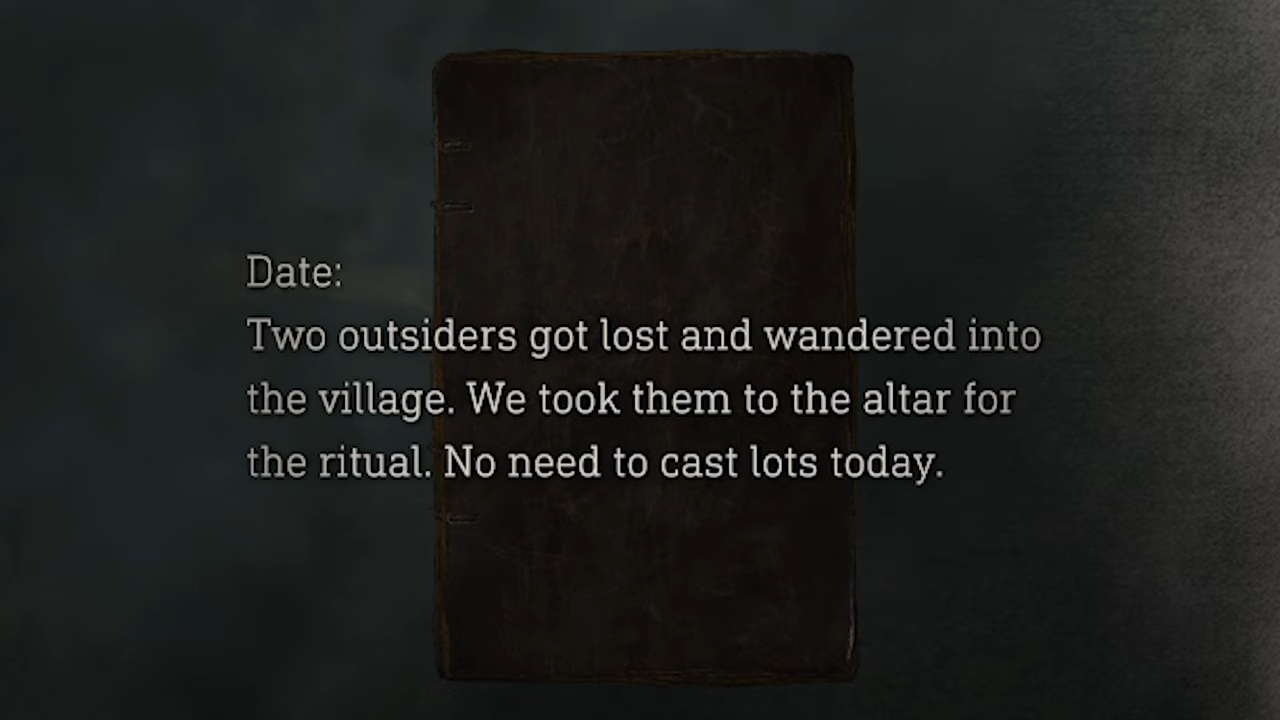 Date:
Two outsiders got lost and wandered into
the village. We took them to the altar for
the ritual. No need to cast lots today.